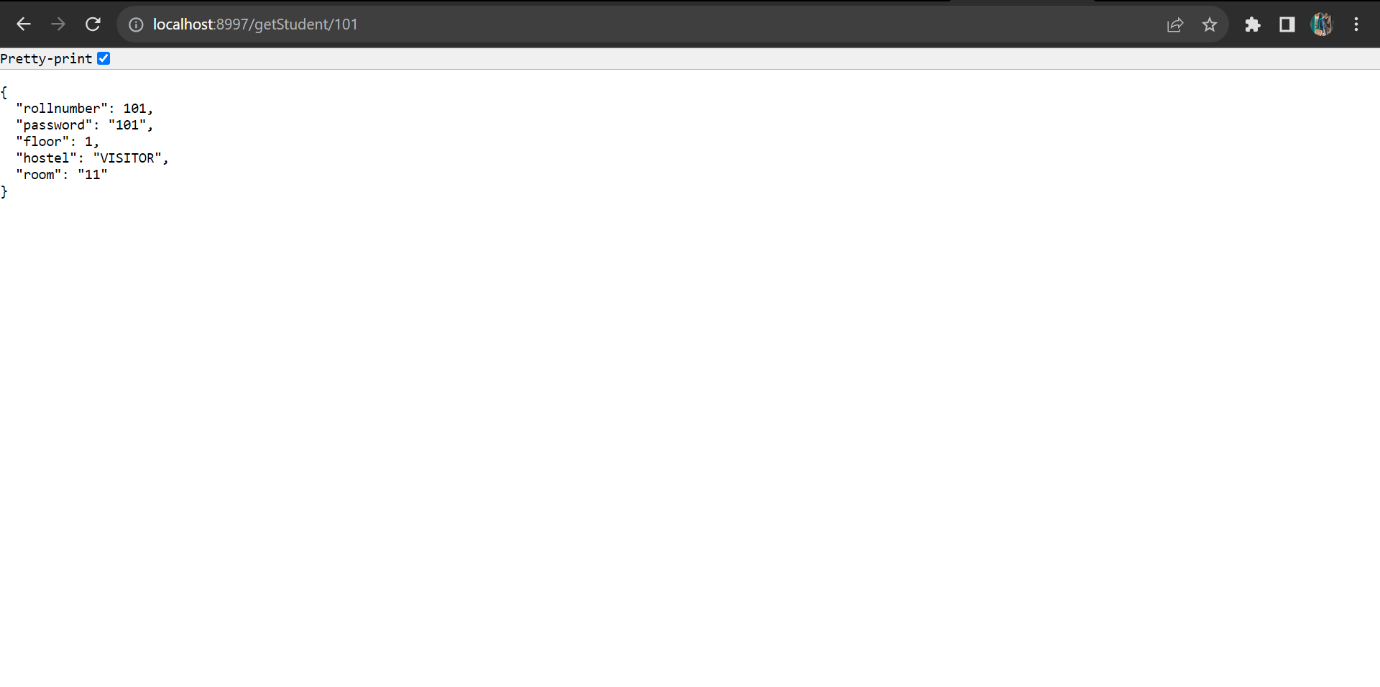 localhost:8997/getStudent/101
Pretty-print
{
  "rollnumber": 101,
  "password": "101",
  "floor": 1,
  "hostel": "VISITOR",
  "room": "11"
}